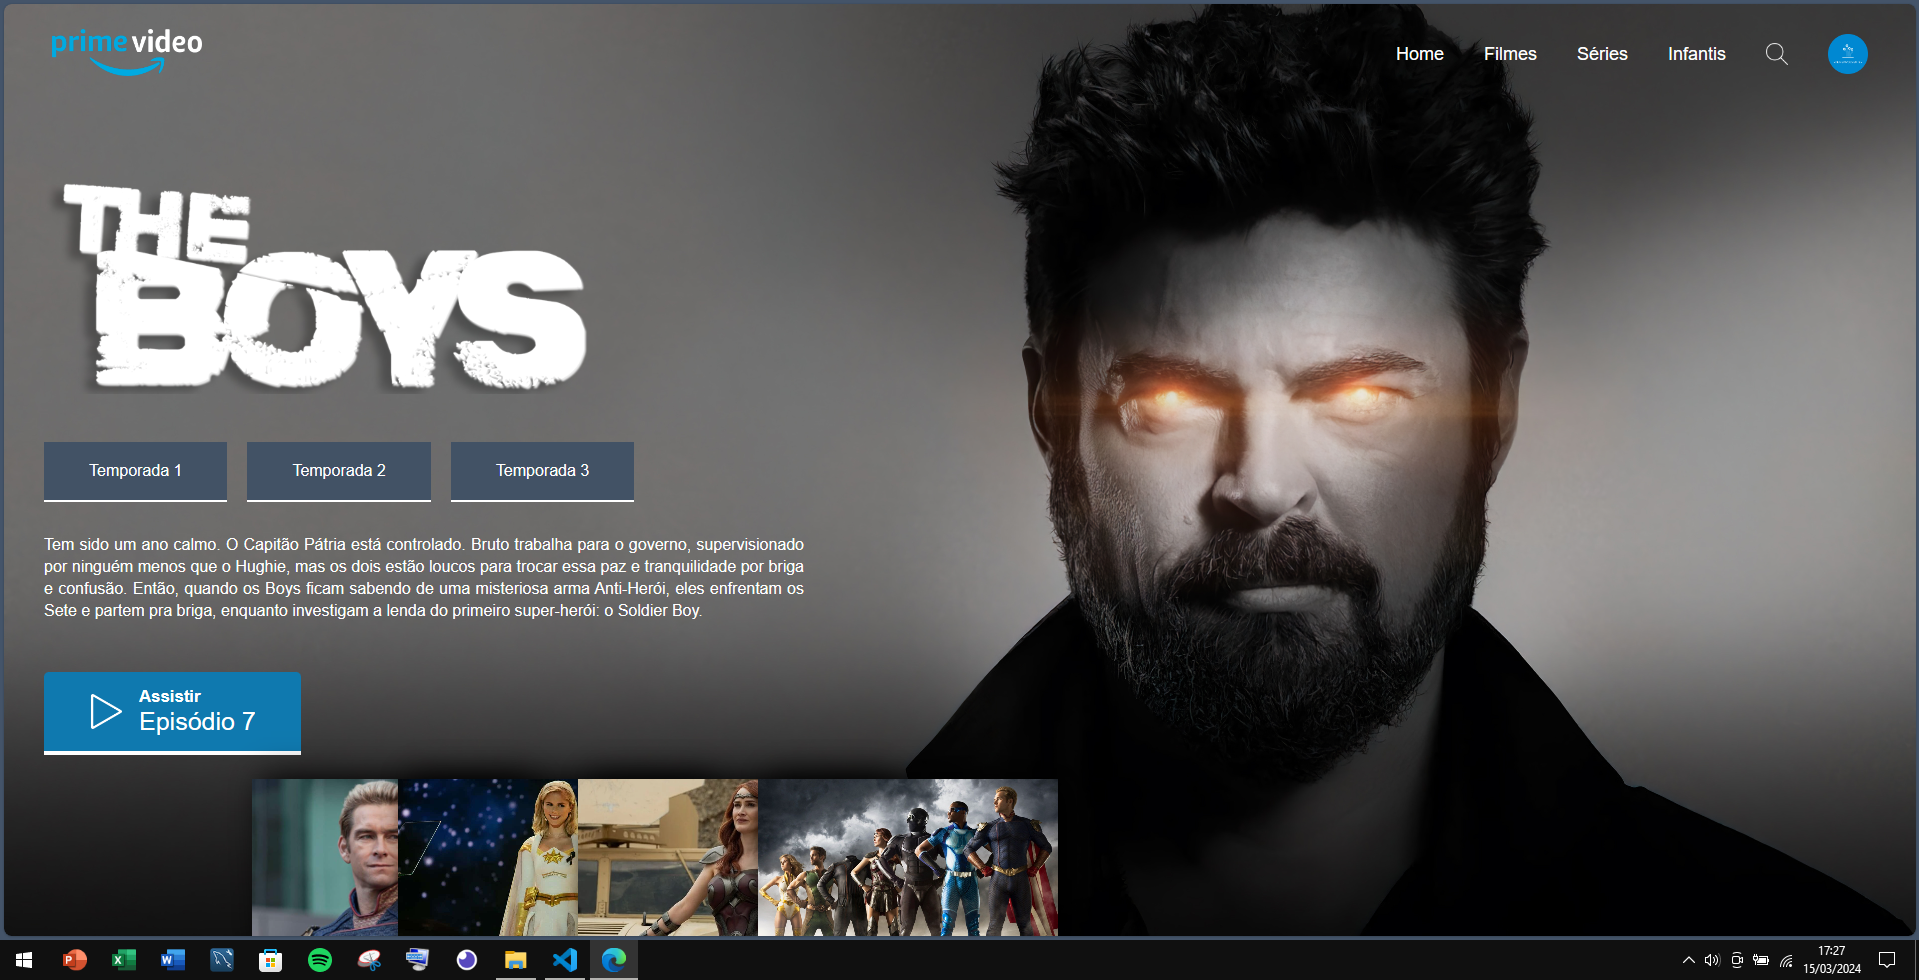 primevideo
Home Filmes Séries Infantis
THE
BOYS
Temporada 1 Temporada 2 Temporada 3
Tem sido um ano calmo. O Capitão Pátria está controlado. Bruto trabalha para o governo, supervisionado
por ninguém menos que o Hughie, mas os dois estão loucos para trocar essa paz e tranquilidade por briga
e confusão. Então, quando os Boys ficam sabendo de uma misteriosa arma Anti-Herói, eles enfrentam os
Sete e partem pra briga, enquanto investigam a lenda do primeiro super-herói: o Soldier Boy.
Assistir
Episódio 7
17:27
15/03/2024